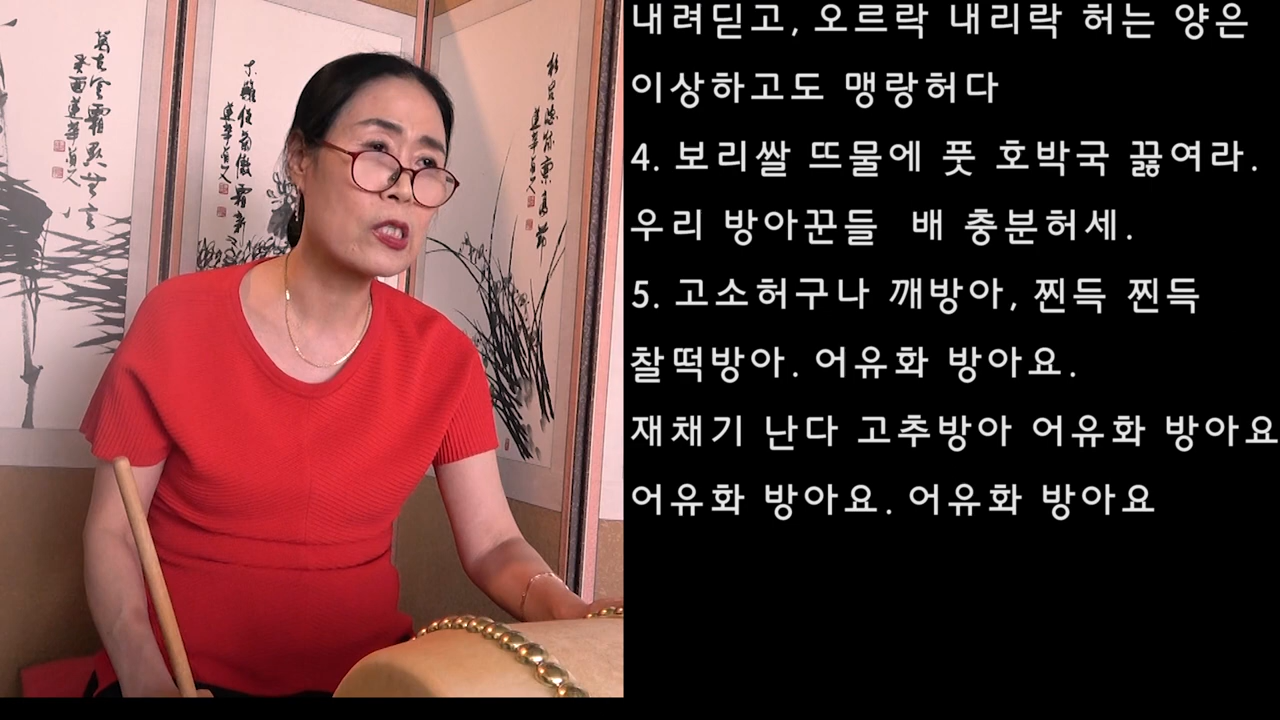 내려딛고, 오르락 내리락 허는 양은
이상하고도 맹랑허다
4. 보리쌀 뜨물에 풋 호박국 끓여라.
우리 방아꾼들 배 충분허세.
5. 고소허구나 깨방아, 찐득 찐득
찰떡방아. 어유화 방아요.
재채기 난다 고추방아 어유화 방아요
어유화 방아요. 어유화 방아요